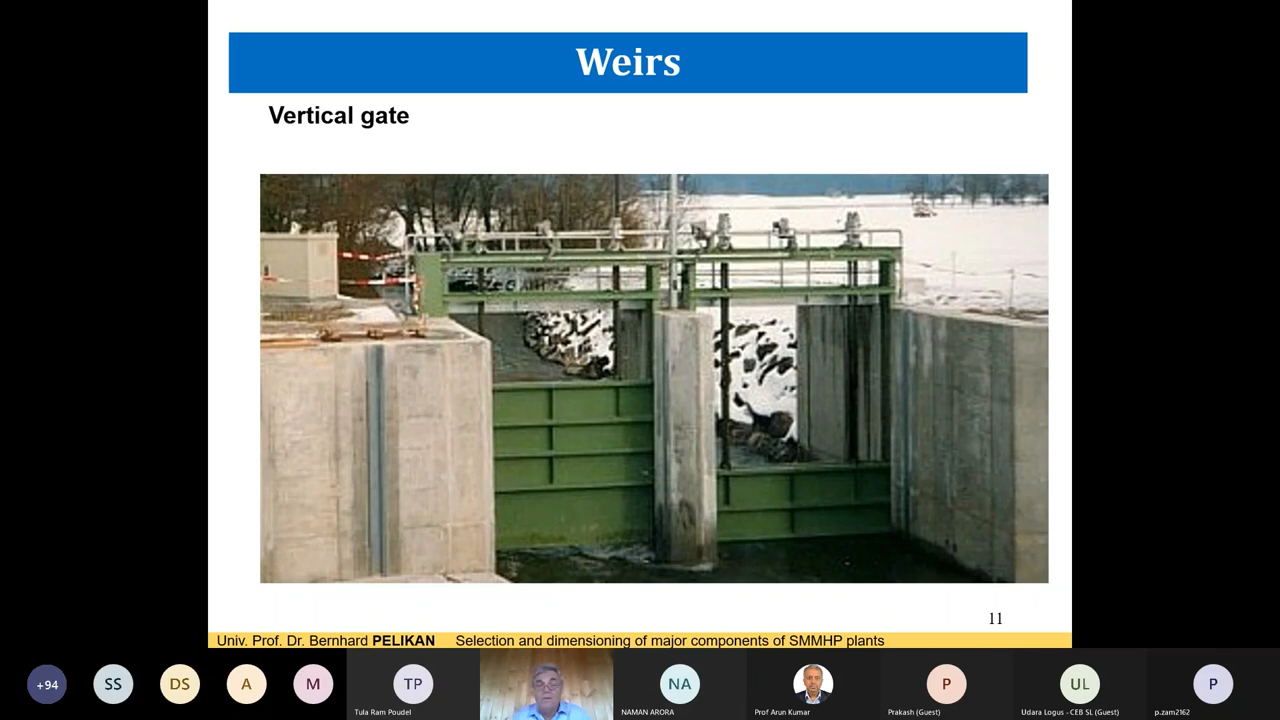 Weirs
Vertical gate
11
Univ. Prof. Dr. Bernhard PELIKAN Selection and dimensioning of major components of SMMHP plants
+94
SS
DS
A
M
TP
NA
P
UL
P
Tula Ram Poudel
NAMAN ARORA
Prof Arun Kumar
Prakash (Guest)
Udara Logus - CEB SL (Guest)
p.zam2162